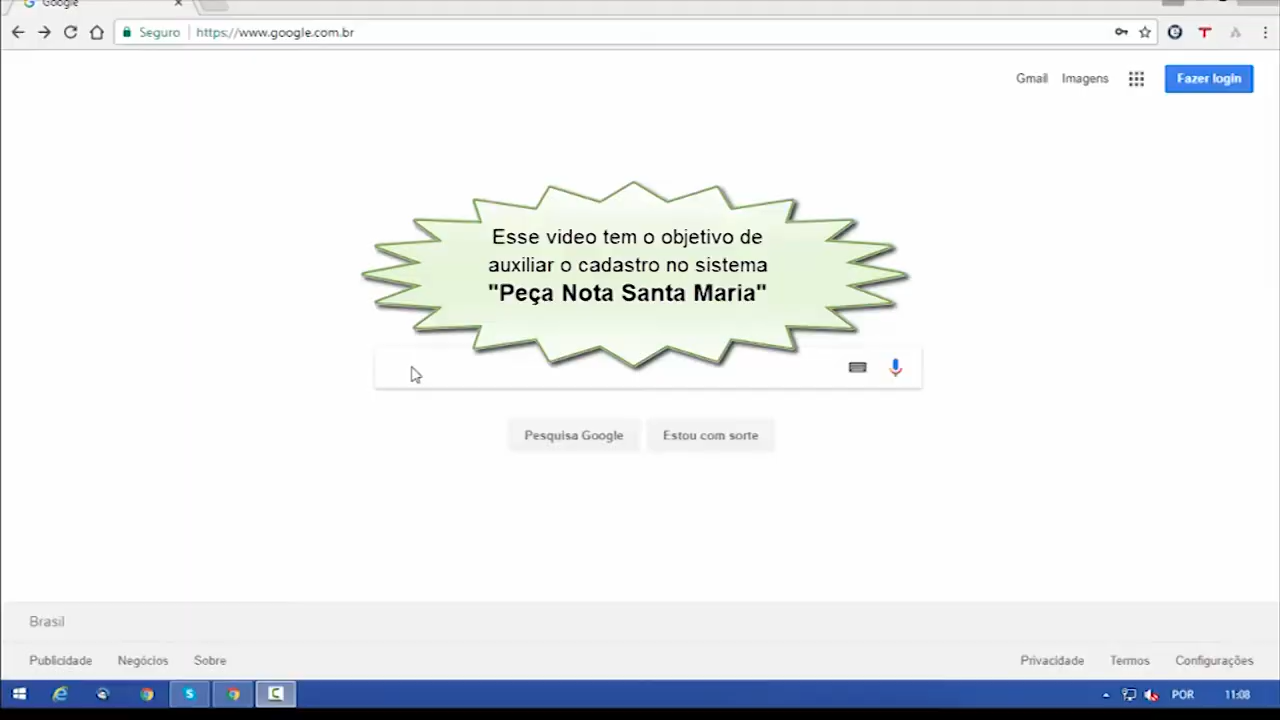 Google
Seguro https://www.google.com.br
Gmail Imagens Fazer login
Esse video tem o objetivo de
auxiliar o cadastro no sistema
"Peça Nota Santa Maria"
Pesquisa Google Estou com sorte
Brasil
Publicidade Negócios Sobre Privacidade Termos Configurações
POR 11:08